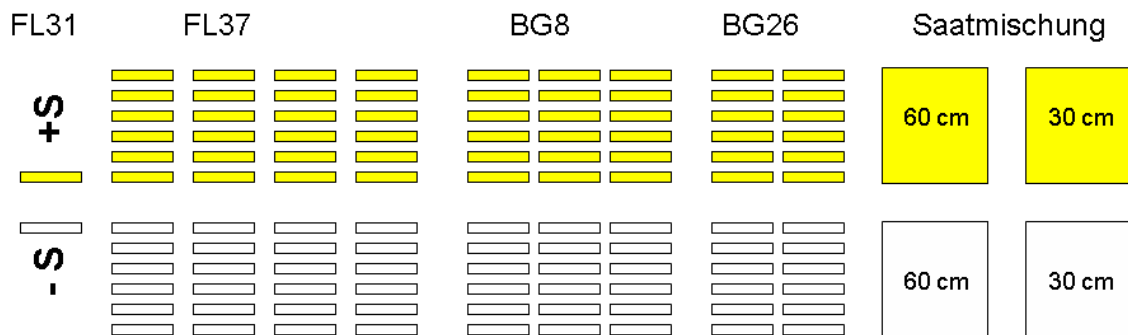 FL31 FL37 BG8 BG26 Saatmischung
+S
60 cm 30 cm
-S
60 cm 30 cm